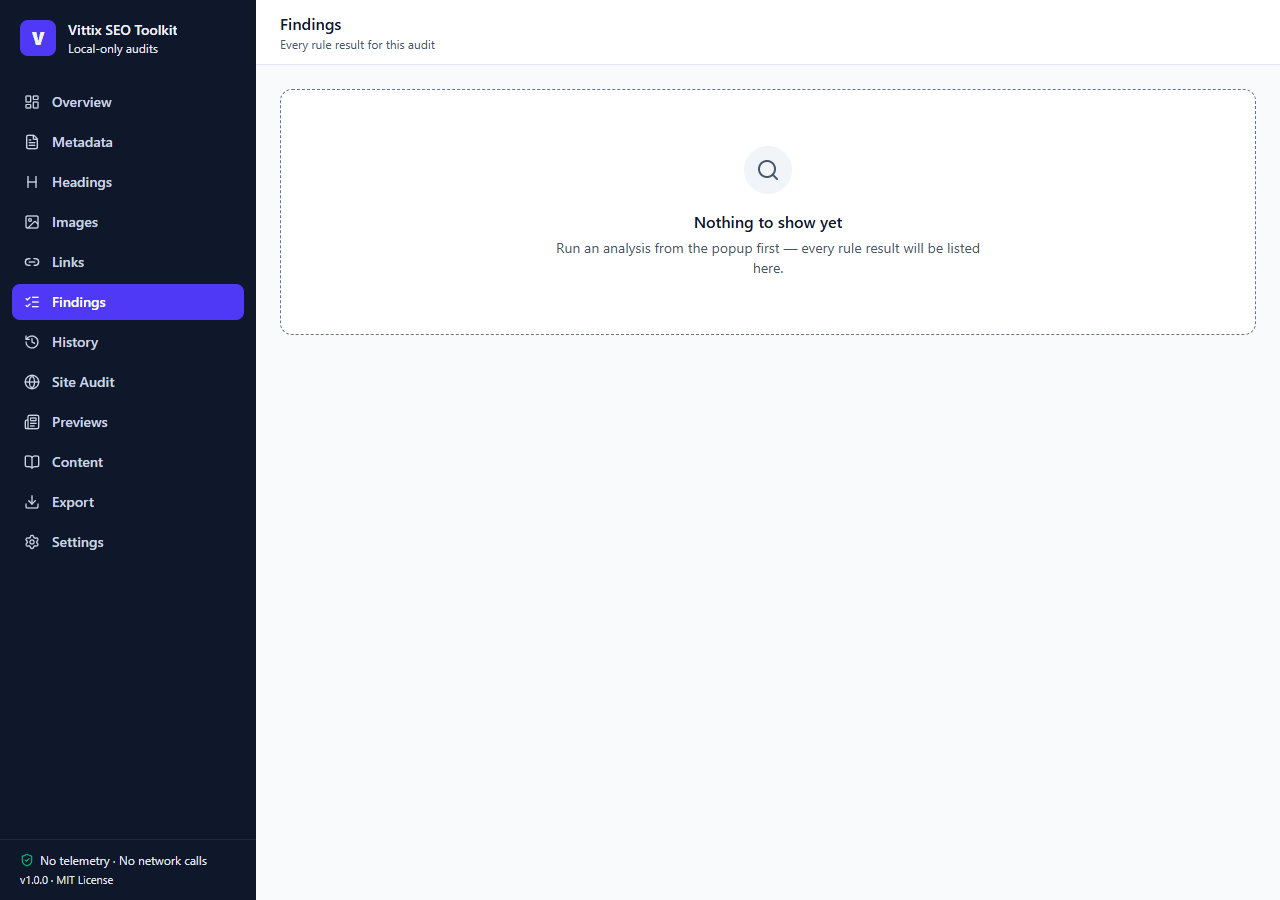 V
Vittix SEO Toolkit
Local-only audits
Overview
Metadata
Headings
Images
Links
Findings
History
Site Audit
Previews
Content
Export
Settings
No telemetry · No network calls
v1.0.0 · MIT License
Findings
Every rule result for this audit
Nothing to show yet
Run an analysis from the popup first — every rule result will be listed
here.